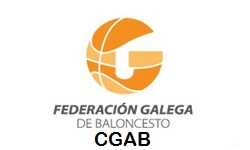 FEDERACIÓN GALEGA
DE BALONCESTO
CGAB